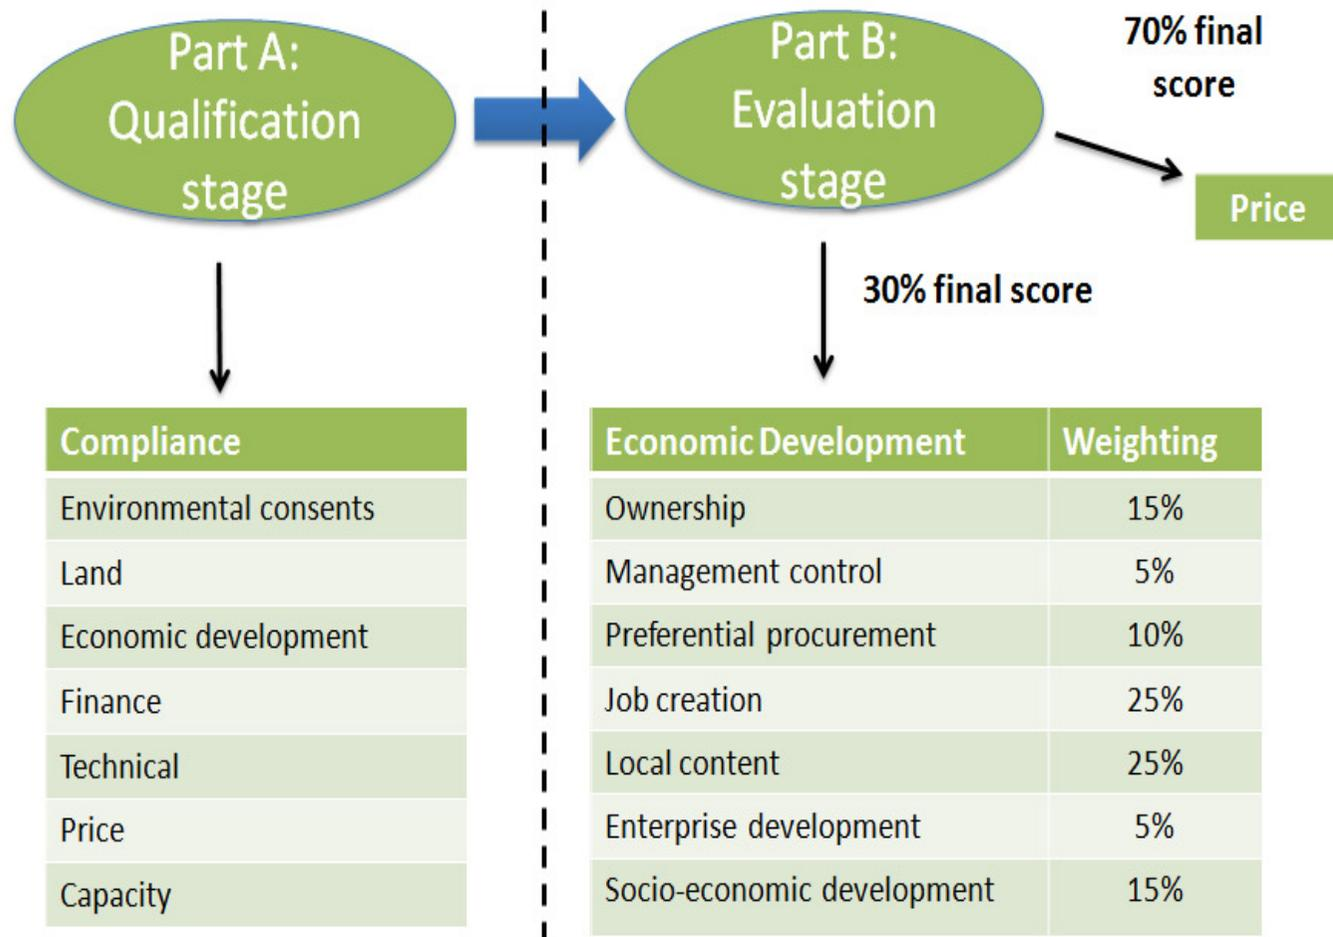 Part A:
Qualification
stage
Part B:
Evaluation
stage
70% final
score
Price
30% final score
Compliance
Environmental consents
Land
Economic development
Finance
Technical
Price
Capacity
Economic Development Weighting
Ownership 15%
Management control 5%
Preferential procurement 10%
Job creation 25%
Local content 25%
Enterprise development 5%
Socio-economic development 15%